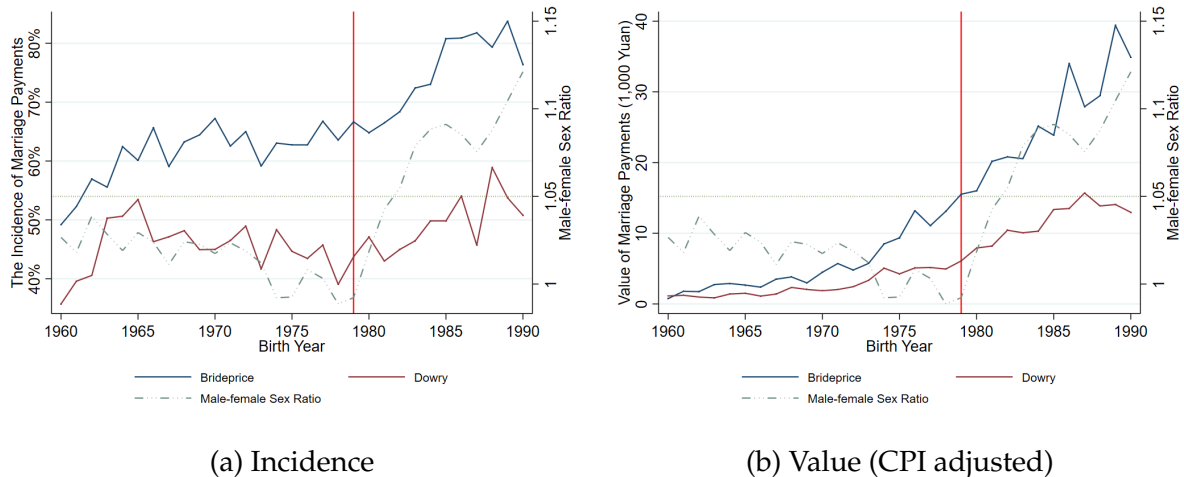 The Incidence of Marriage Payments
40% 50% 60% 70% 80%
1 1.05 1.1 1.15
Male-female Sex Ratio
1960 1965 1970 1975 1980 1985 1990
Birth Year
Brideprice Dowry
Male-female Sex Ratio
(a) Incidence
Value of Marriage Payments (1,000 Yuan)
0 10 20 30 40
1 1.05 1.1 1.15
Male-female Sex Ratio
1960 1965 1970 1975 1980 1985 1990
Birth Year
Brideprice Dowry
Male-female Sex Ratio
(b) Value (CPI adjusted)